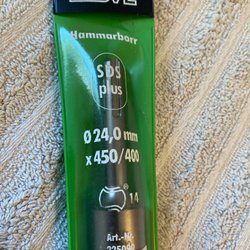 Hammarborr
SDS
plus
Ø 24,0 mm
x 450/400
® 14
Art.-Nr.